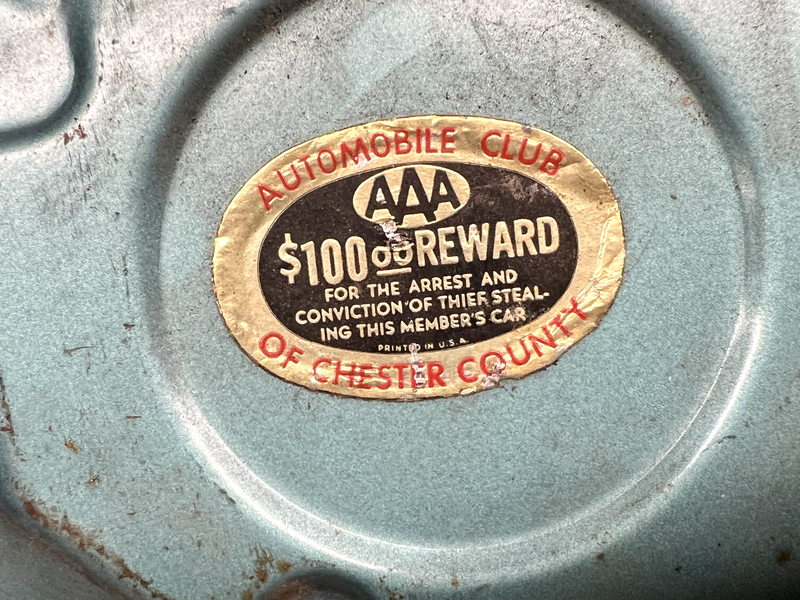 AUTOMOBILE CLUB
AAA
$100 00 REWARD
FOR THE ARREST AND
CONVICTION OF THIEF STEAL-
ING THIS MEMBER'S CAR
PRINTED IN U.S.A.
OF CHESTER COUNTY